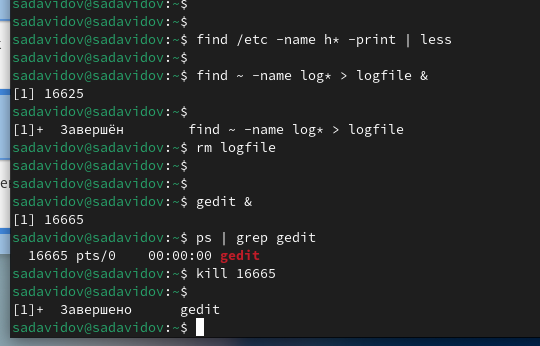 sadavidov@sadavidov:~$
sadavidov@sadavidov:~$
sadavidov@sadavidov:~$ find /etc -name h* -print | less
sadavidov@sadavidov:~$
sadavidov@sadavidov:~$ find ~ -name log* > logfile &
[1] 16625
sadavidov@sadavidov:~$
[1]+  Завершён        find ~ -name log* > logfile
sadavidov@sadavidov:~$ rm logfile
sadavidov@sadavidov:~$
sadavidov@sadavidov:~$
sadavidov@sadavidov:~$ gedit &
[1] 16665
sadavidov@sadavidov:~$ ps | grep gedit
  16665 pts/0    00:00:00 gedit
sadavidov@sadavidov:~$ kill 16665
sadavidov@sadavidov:~$
[1]+  Завершено      gedit
sadavidov@sadavidov:~$